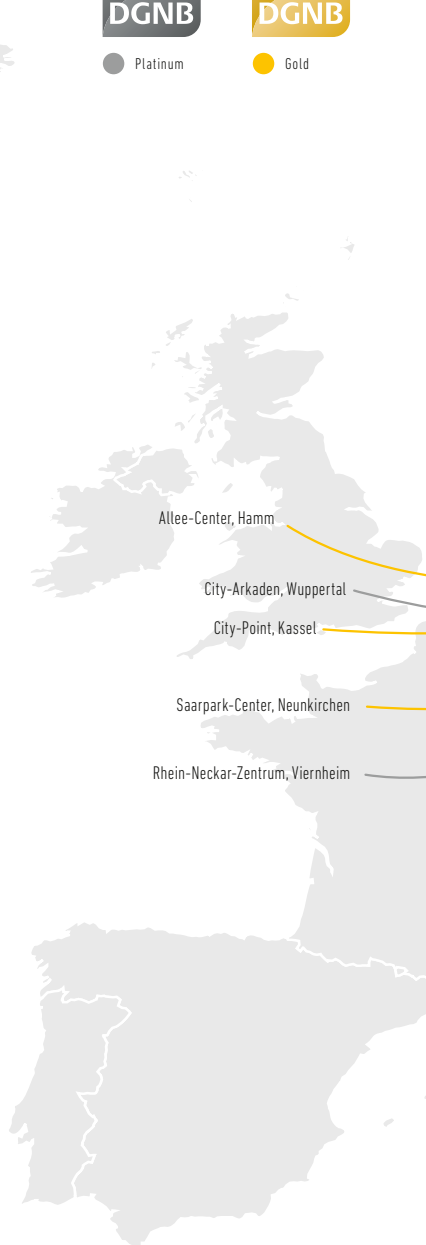 DGNB DGNB
Platinum Gold
Allee-Center, Hamm
City-Arkaden, Wuppertal
City-Point, Kassel
Saarpark-Center, Neunkirchen
Rhein-Neckar-Zentrum, Viernheim